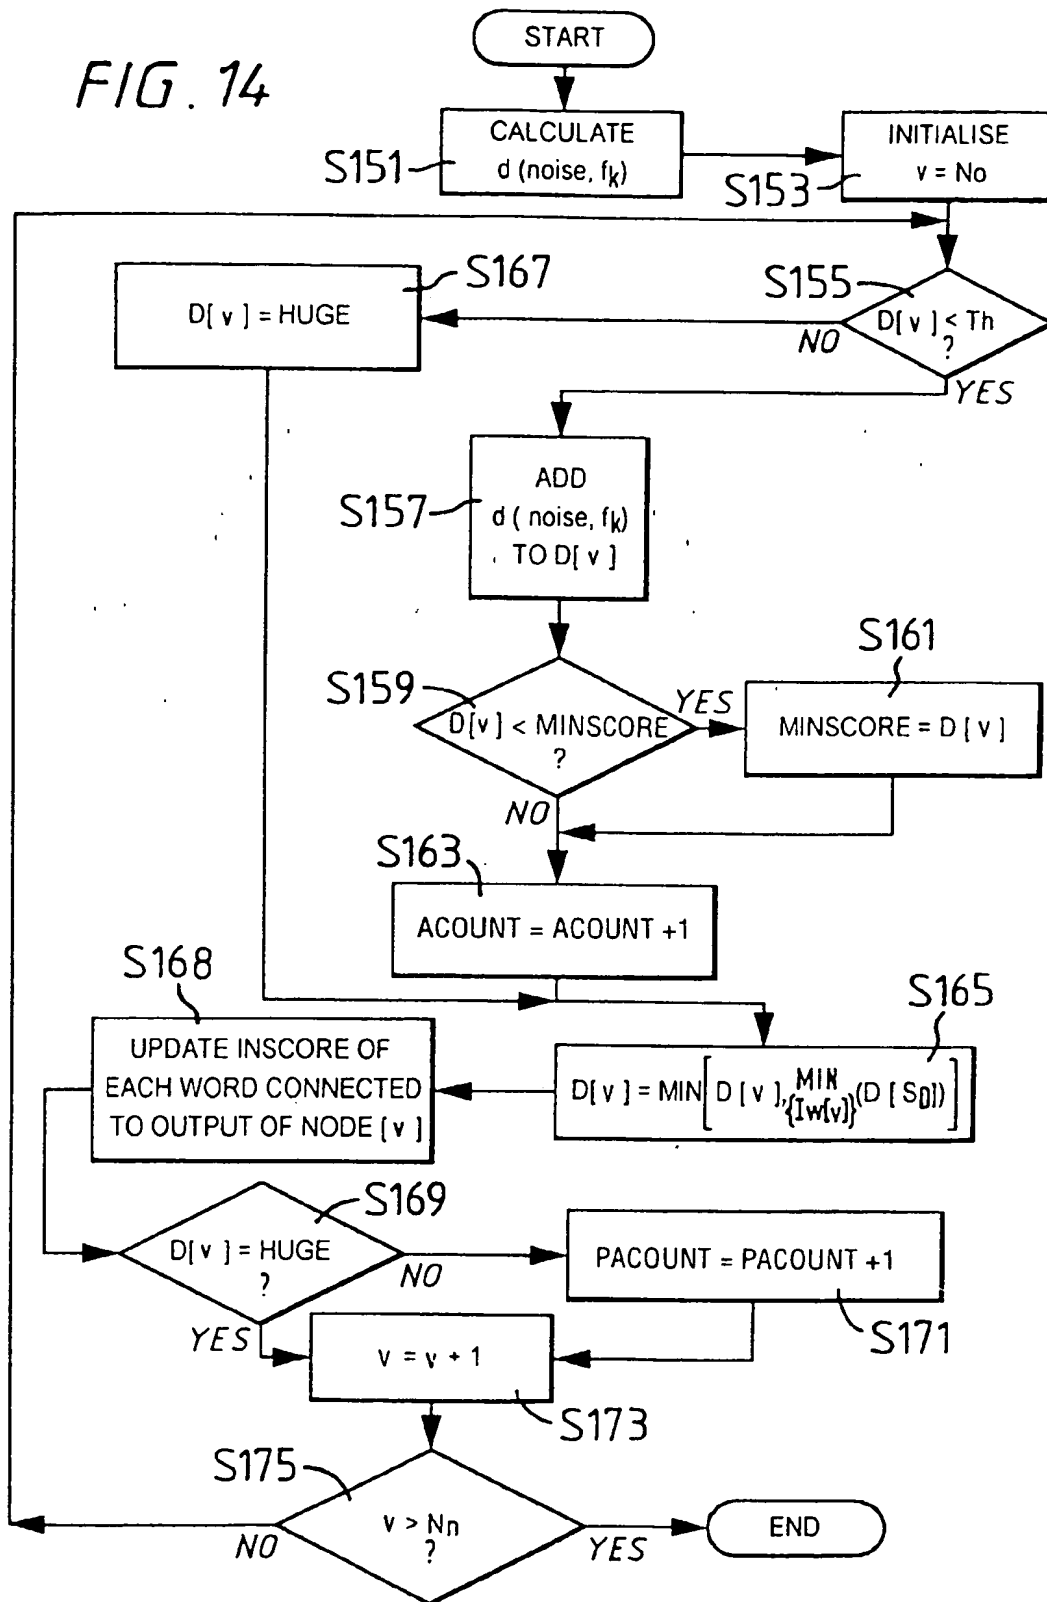 FIG. 14
START
CALCULATE
d (noise, fk)
S151
INITIALISE
v = No
S153
S167
D[ v ] = HUGE
S155
D[v] < Th
?
NO
YES
ADD
d ( noise, fk)
TO D[ v ]
S157
S161
S159
D[v] < MINSCORE
?
YES
MINSCORE = D [ v ]
NO
S163
ACOUNT = ACOUNT +1
S168
UPDATE INSCORE OF
EACH WORD CONNECTED
TO OUTPUT OF NODE [ v ]
S165
D[v] = MIN[ D [ v ], MIN {Iw[v]} (D [ S0]) ]
S169
D[ v ] = HUGE
?
NO
PACOUNT = PACOUNT +1
S171
YES
v = v + 1
S173
S175
v > Nn
?
NO
YES
END